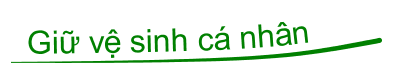 Giữ vệ sinh cá nhân